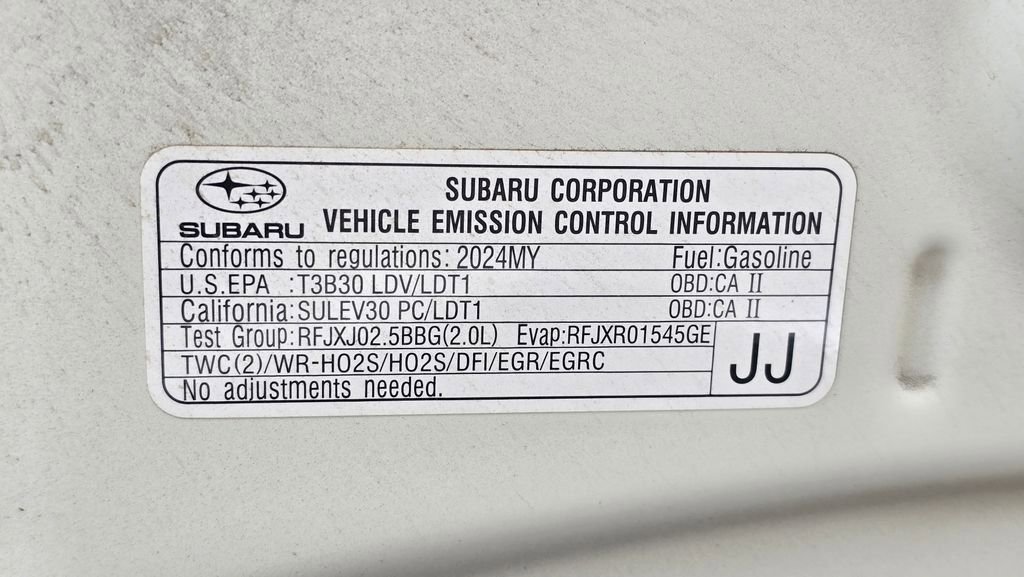 SUBARU CORPORATION
SUBARU VEHICLE EMISSION CONTROL INFORMATION
Conforms to regulations: 2024MY Fuel:Gasoline
U.S.EPA :T3B30 LDV/LDT1 OBD:CA II
California:SULEV30 PC/LDT1 OBD:CA II
Test Group:RFJXJ02.5BBG(2.0L) Evap:RFJXR01545GE
TWC(2)/WR-HO2S/HO2S/DFI/EGR/EGRC
No adjustments needed.
JJ